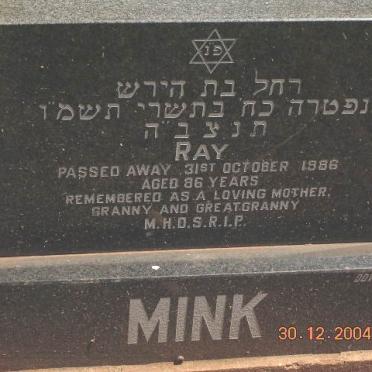 פ נ
רחל בת הירש
נפטרה כח בתשרי תשמ"ו
ת נ צ ב"ה
RAY
PASSED AWAY 31ST OCTOBER 1986
AGED 86 YEARS
REMEMBERED AS A LOVING MOTHER,
GRANNY AND GREATGRANNY
M.H.D.S.R.I.P.
MINK
30.12.2004